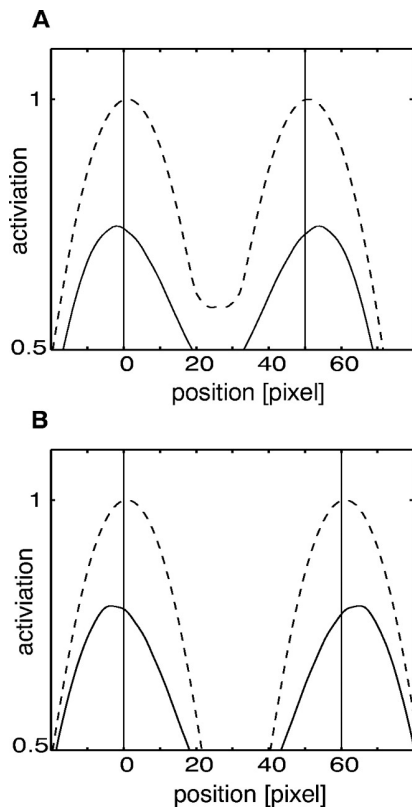 A
1
activiation
0.5
0 20 40 60
position [pixel]
B
1
activiation
0.5
0 20 40 60
position [pixel]